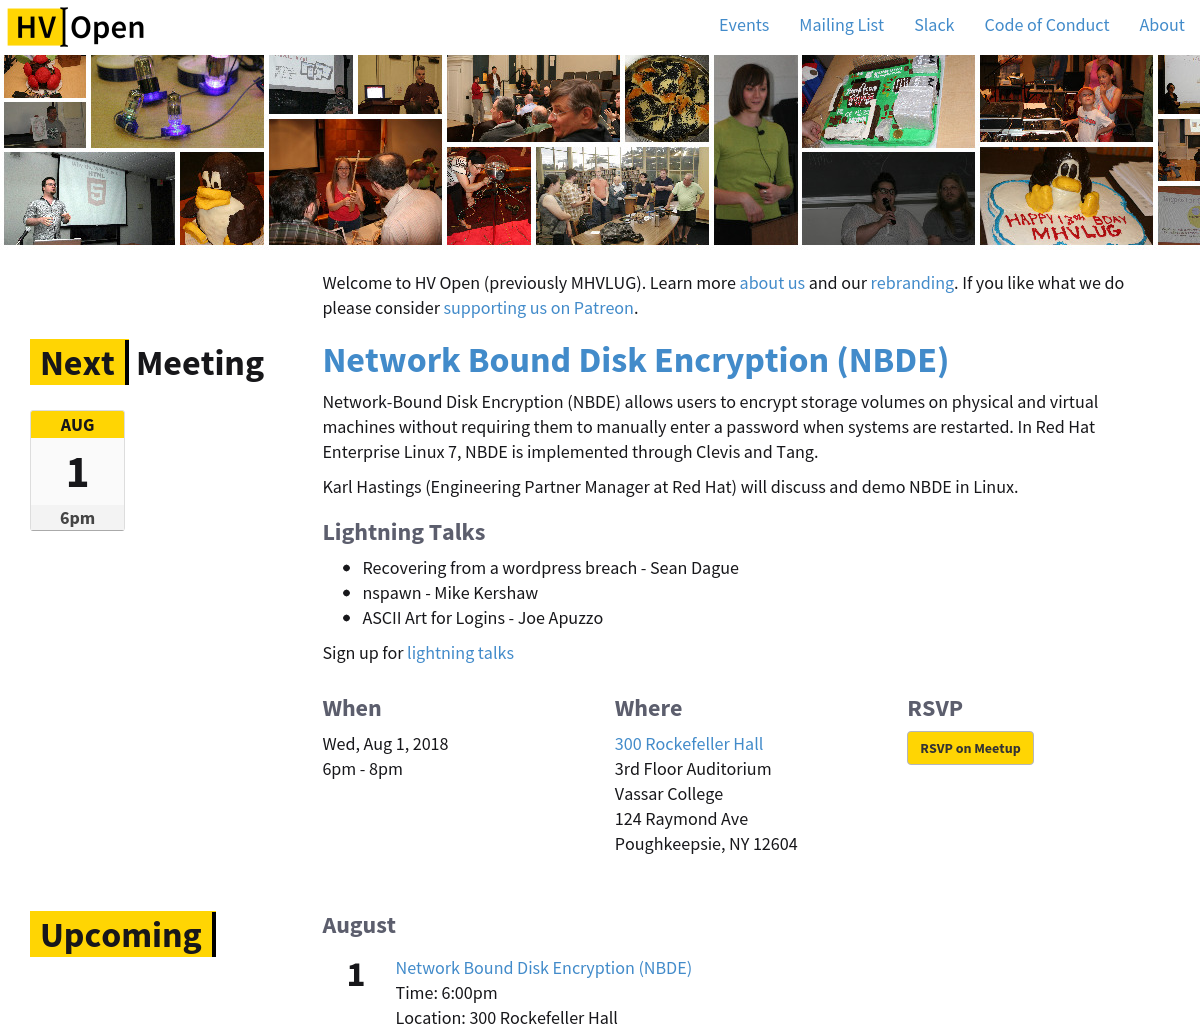 HV Open
Events Mailing List Slack Code of Conduct About
HTML
HAPPY 13th BDAY
MHVLUG
Welcome to HV Open (previously MHVLUG). Learn more about us and our rebranding. If you like what we do
please consider supporting us on Patreon.
Next Meeting
AUG
1
6pm
Network Bound Disk Encryption (NBDE)
Network-Bound Disk Encryption (NBDE) allows users to encrypt storage volumes on physical and virtual
machines without requiring them to manually enter a password when systems are restarted. In Red Hat
Enterprise Linux 7, NBDE is implemented through Clevis and Tang.
Karl Hastings (Engineering Partner Manager at Red Hat) will discuss and demo NBDE in Linux.
Lightning Talks
Recovering from a wordpress breach - Sean Dague
nspawn - Mike Kershaw
ASCII Art for Logins - Joe Apuzzo
Sign up for lightning talks
When
Wed, Aug 1, 2018
6pm - 8pm
Where
300 Rockefeller Hall
3rd Floor Auditorium
Vassar College
124 Raymond Ave
Poughkeepsie, NY 12604
RSVP
RSVP on Meetup
Upcoming
August
1
Network Bound Disk Encryption (NBDE)
Time: 6:00pm
Location: 300 Rockefeller Hall